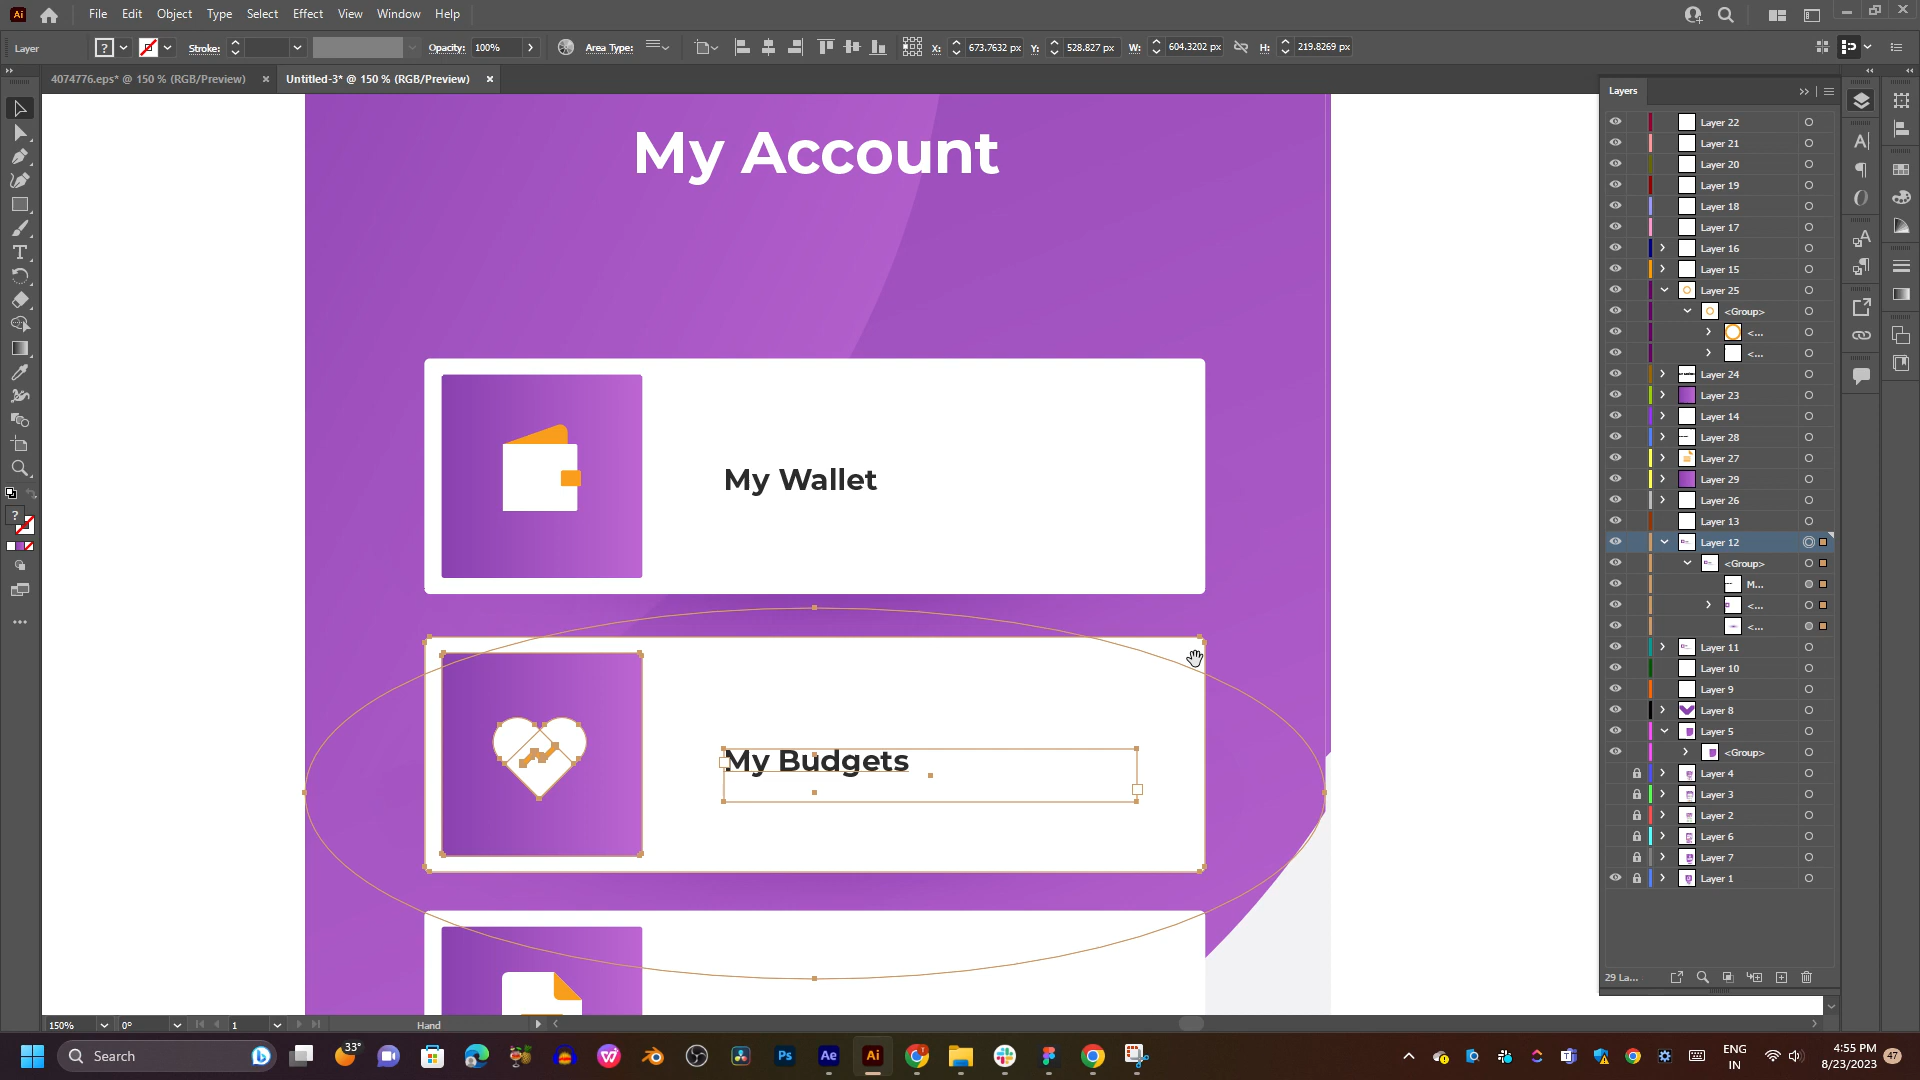 Ai File Edit Object Type Select Effect View Window Help
Layer ? Stroke: Opacity: 100% Area Type: X: 673.7632 px Y: 528.827 px W: 604.3202 px H: 219.8269 px
4074776.eps* @ 150 % (RGB/Preview) × Untitled-3* @ 150 % (RGB/Preview) ×
Layers
Layer 22
Layer 21
Layer 20
Layer 19
Layer 18
Layer 17
Layer 16
Layer 15
Layer 25
<Group>
<...
<...
Layer 24
Layer 23
Layer 14
Layer 28
Layer 27
Layer 29
Layer 26
Layer 13
Layer 12
<Group>
M...
<...
<...
Layer 11
Layer 10
Layer 9
Layer 8
Layer 5
<Group>
Layer 4
Layer 3
Layer 2
Layer 6
Layer 7
Layer 1
29 La...
My Account
My Wallet
My Budgets
150% 0° 1 Hand
Search 33° Ps Ae Ai
ENG
IN
4:55 PM
8/23/2023
47